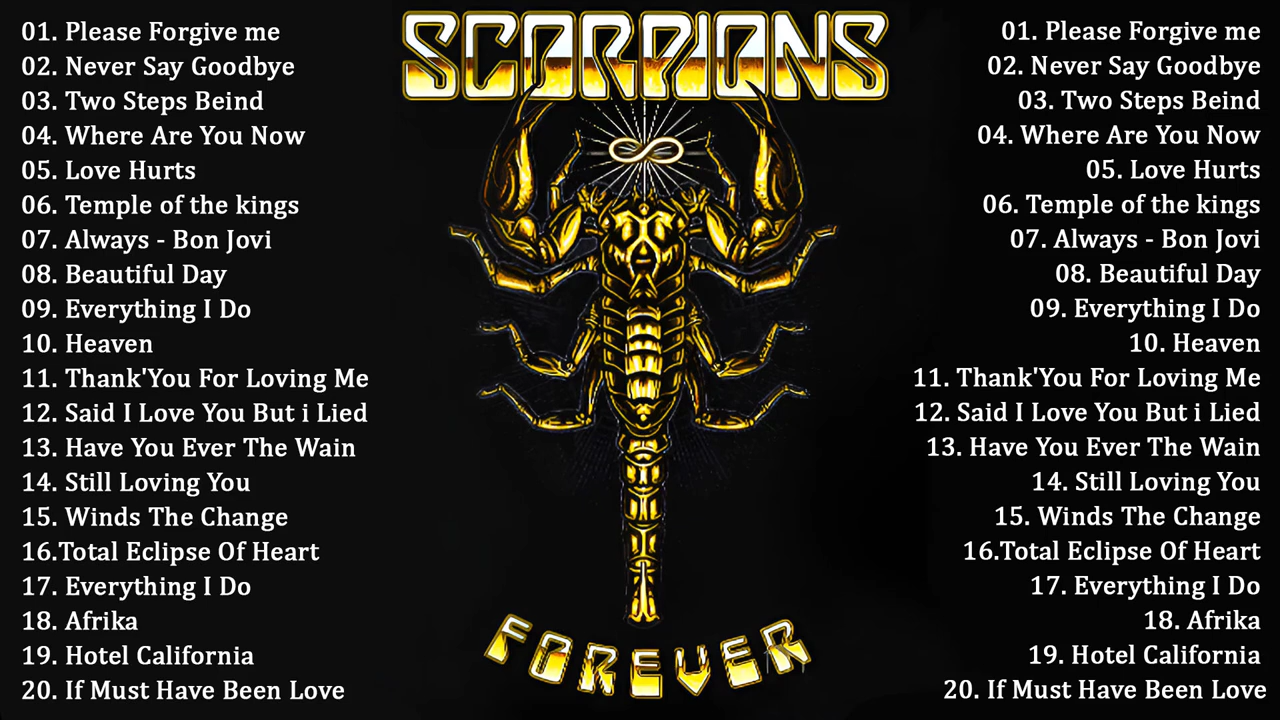 SCORPIONS
01. Please Forgive me
02. Never Say Goodbye
03. Two Steps Beind
04. Where Are You Now
05. Love Hurts
06. Temple of the kings
07. Always - Bon Jovi
08. Beautiful Day
09. Everything I Do
10. Heaven
11. Thank'You For Loving Me
12. Said I Love You But i Lied
13. Have You Ever The Wain
14. Still Loving You
15. Winds The Change
16.Total Eclipse Of Heart
17. Everything I Do
18. Afrika
19. Hotel California
20. If Must Have Been Love
01. Please Forgive me
02. Never Say Goodbye
03. Two Steps Beind
04. Where Are You Now
05. Love Hurts
06. Temple of the kings
07. Always - Bon Jovi
08. Beautiful Day
09. Everything I Do
10. Heaven
11. Thank'You For Loving Me
12. Said I Love You But i Lied
13. Have You Ever The Wain
14. Still Loving You
15. Winds The Change
16.Total Eclipse Of Heart
17. Everything I Do
18. Afrika
19. Hotel California
20. If Must Have Been Love
FOREVER